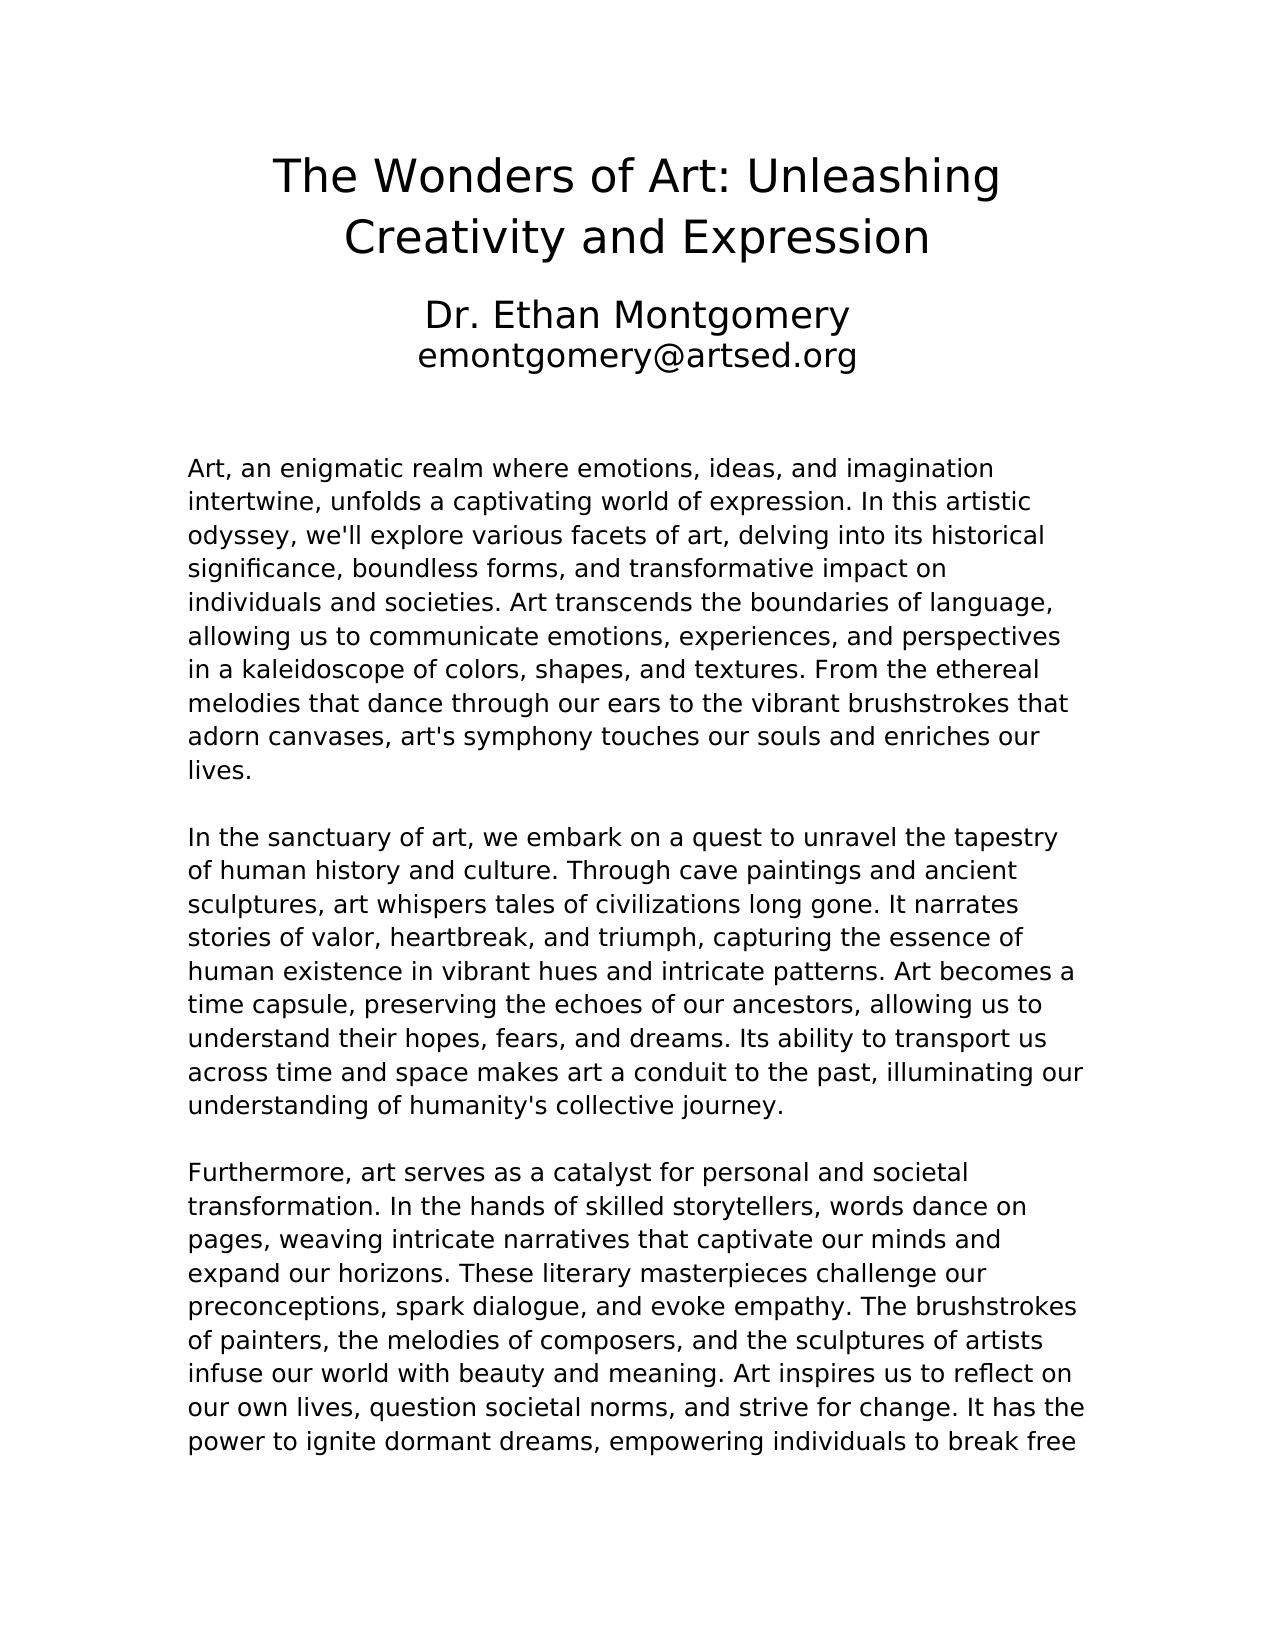 The Wonders of Art: Unleashing
Creativity and Expression
Dr. Ethan Montgomery
emontgomery@artsed.org
Art, an enigmatic realm where emotions, ideas, and imagination
intertwine, unfolds a captivating world of expression. In this artistic
odyssey, we'll explore various facets of art, delving into its historical
significance, boundless forms, and transformative impact on
individuals and societies. Art transcends the boundaries of language,
allowing us to communicate emotions, experiences, and perspectives
in a kaleidoscope of colors, shapes, and textures. From the ethereal
melodies that dance through our ears to the vibrant brushstrokes that
adorn canvases, art's symphony touches our souls and enriches our
lives.
In the sanctuary of art, we embark on a quest to unravel the tapestry
of human history and culture. Through cave paintings and ancient
sculptures, art whispers tales of civilizations long gone. It narrates
stories of valor, heartbreak, and triumph, capturing the essence of
human existence in vibrant hues and intricate patterns. Art becomes a
time capsule, preserving the echoes of our ancestors, allowing us to
understand their hopes, fears, and dreams. Its ability to transport us
across time and space makes art a conduit to the past, illuminating our
understanding of humanity's collective journey.
Furthermore, art serves as a catalyst for personal and societal
transformation. In the hands of skilled storytellers, words dance on
pages, weaving intricate narratives that captivate our minds and
expand our horizons. These literary masterpieces challenge our
preconceptions, spark dialogue, and evoke empathy. The brushstrokes
of painters, the melodies of composers, and the sculptures of artists
infuse our world with beauty and meaning. Art inspires us to reflect on
our own lives, question societal norms, and strive for change. It has the
power to ignite dormant dreams, empowering individuals to break free